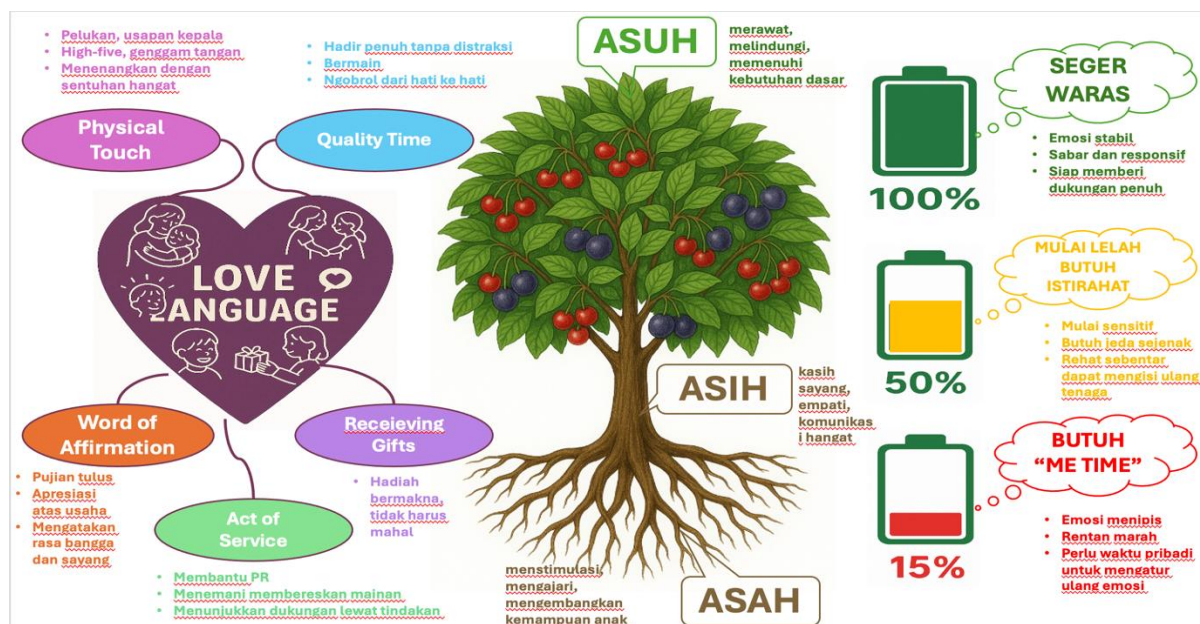 Pelukan, usapan kepala
High-five, genggam tangan
Menenangkan dengan
sentuhan hangat
Physical
Touch
Hadir penuh tanpa distraksi
Bermain
Ngobrol dari hati ke hati
Quality Time
LOVE
LANGUAGE
Word of
Affirmation
Pujian tulus
Apresiasi
atas usaha
Mengatakan
rasa bangga
dan sayang
Receieving
Gifts
Hadiah
bermakna,
tidak harus
mahal
Act of
Service
Membantu PR
Menemani membereskan mainan
Menunjukkan dukungan lewat tindakan
ASUH
merawat,
melindungi,
memenuhi
kebutuhan dasar
ASIH
kasih
sayang,
empati,
komunikas
i hangat
ASAH
menstimulasi,
mengajari,
mengembangkan
kemampuan anak
100%
SEGER
WARAS
Emosi stabil
Sabar dan responsif
Siap memberi
dukungan penuh
50%
MULAI LELAH
BUTUH
ISTIRAHAT
Mulai sensitif
Butuh jeda sejenak
Rehat sebentar
dapat mengisi ulang
tenaga
15%
BUTUH
“ME TIME”
Emosi menipis
Rentan marah
Perlu waktu pribadi
untuk mengatur
ulang emosi